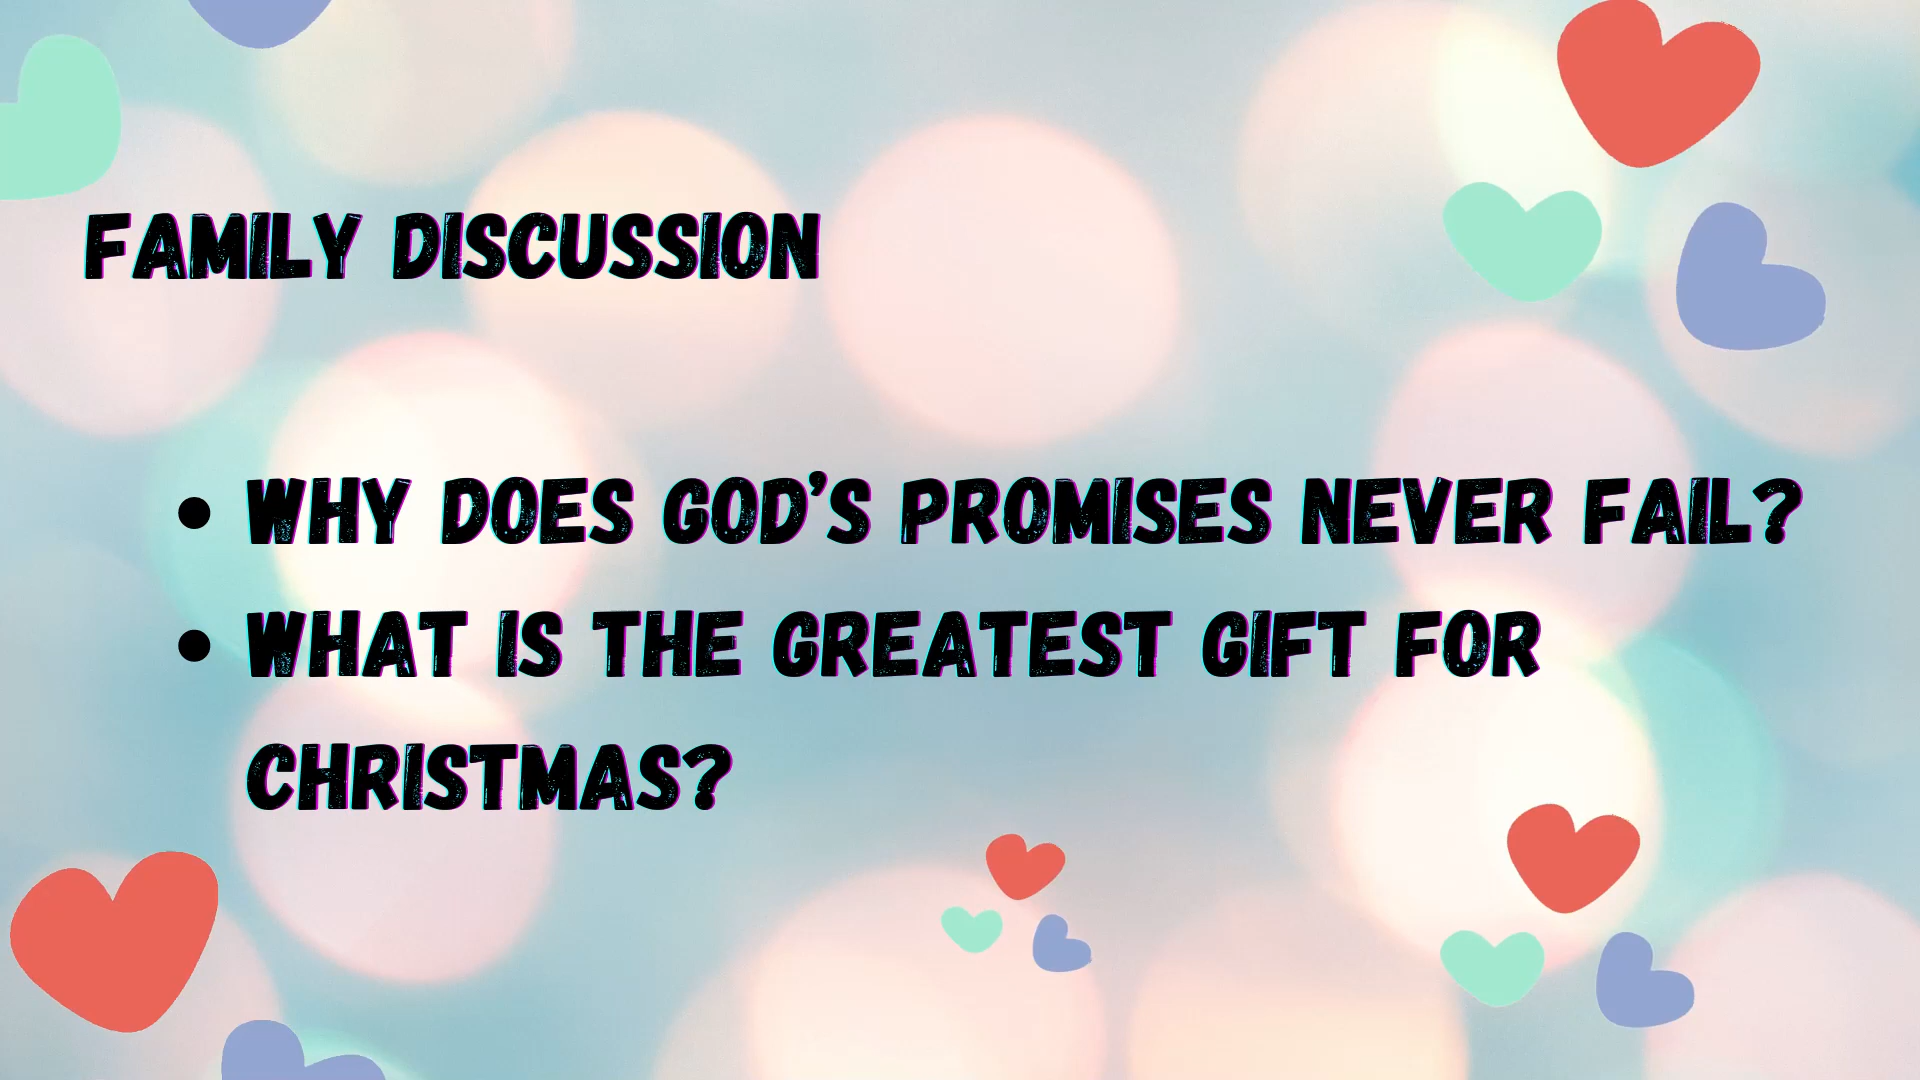 FAMILY DISCUSSION
• WHY DOES GOD’S PROMISES NEVER FAIL?
• WHAT IS THE GREATEST GIFT FOR
CHRISTMAS?